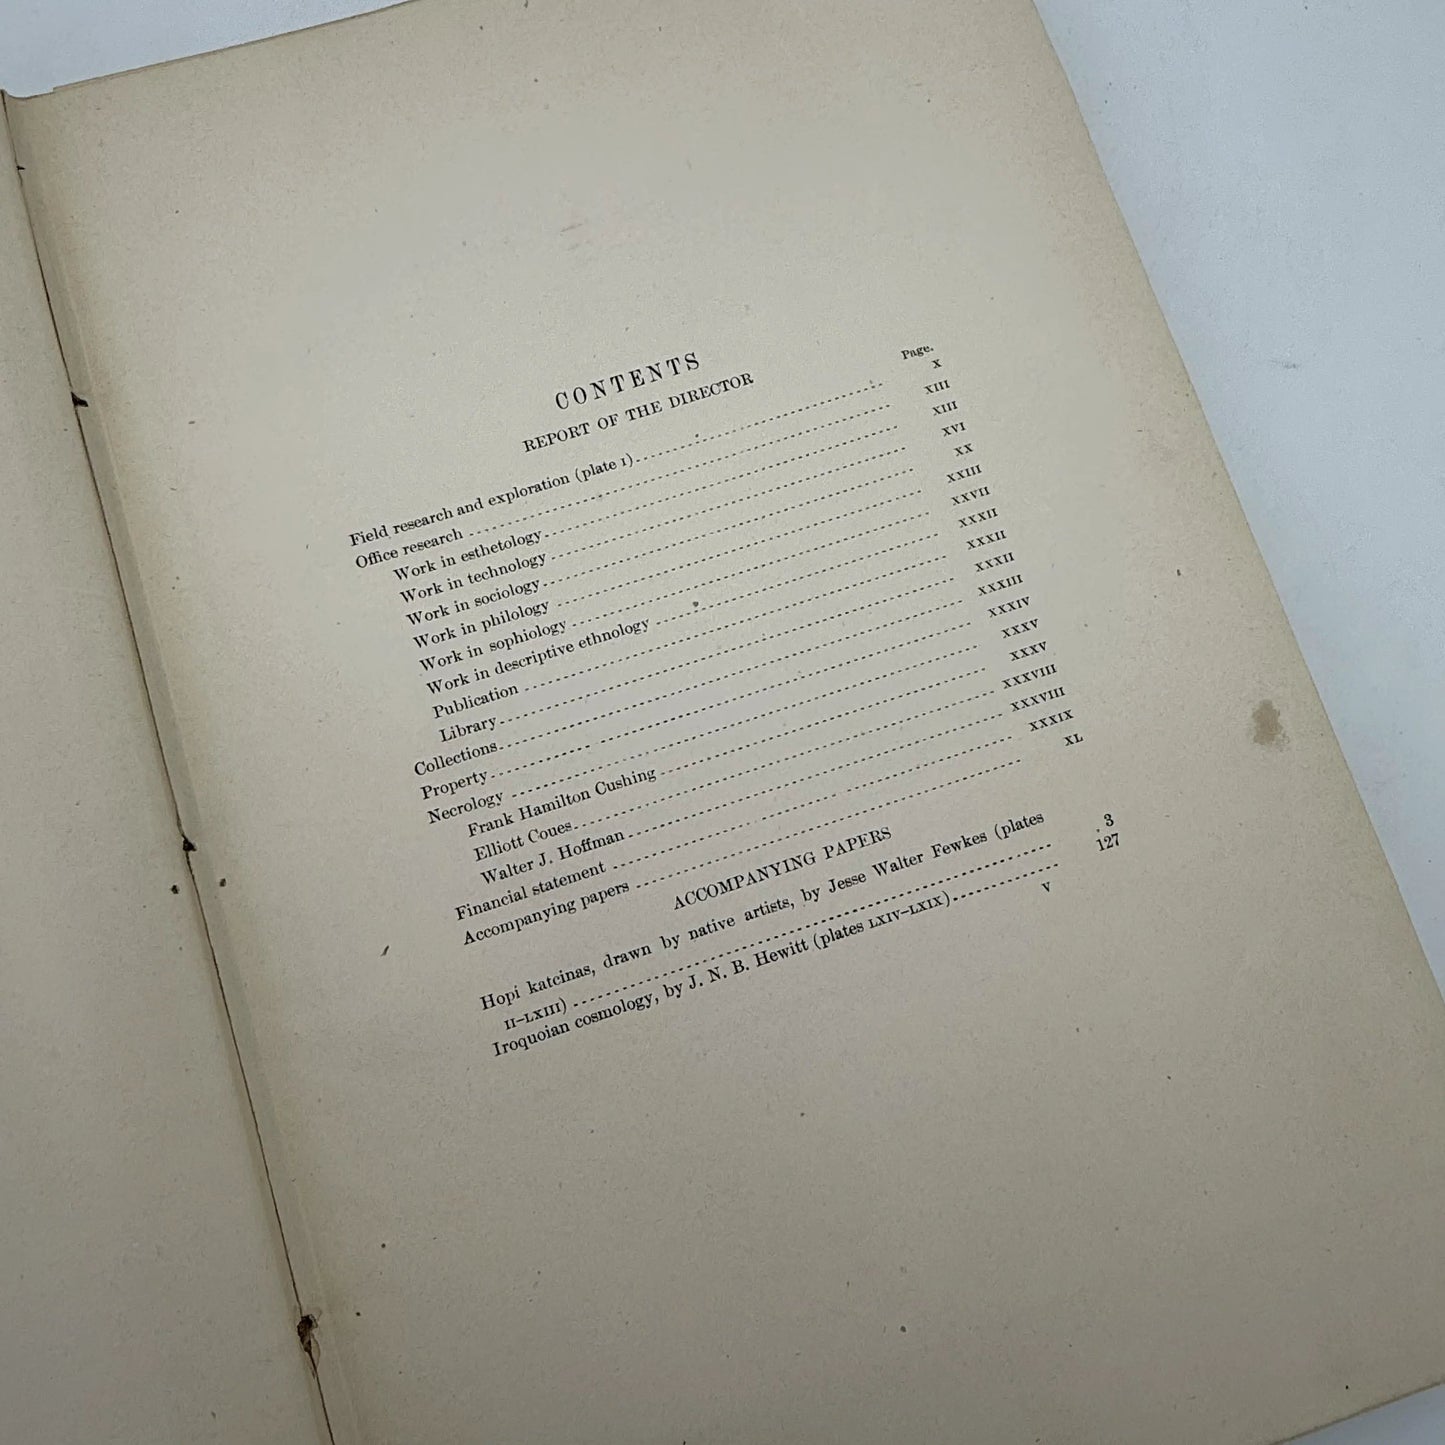 CONTENTS
REPORT OF THE DIRECTOR
Page.
Field research and exploration (plate I) X
Office research XIII
Work in esthetology XIII
Work in technology XVI
Work in sociology XX
Work in philology XXIII
Work in sophiology XXVII
Work in descriptive ethnology XXXII
Publication XXXII
Library XXXII
Collections XXXIII
Property XXXIV
Necrology XXXV
Frank Hamilton Cushing XXXV
Elliott Coues XXXVIII
Walter J. Hoffman XXXVIII
Financial statement XXXIX
Accompanying papers XL
ACCOMPANYING PAPERS
Hopi katcinas, drawn by native artists, by Jesse Walter Fewkes (plates
II–LXIII) 3
Iroquoian cosmology, by J. N. B. Hewitt (plates LXIV–LXIX) 127
V